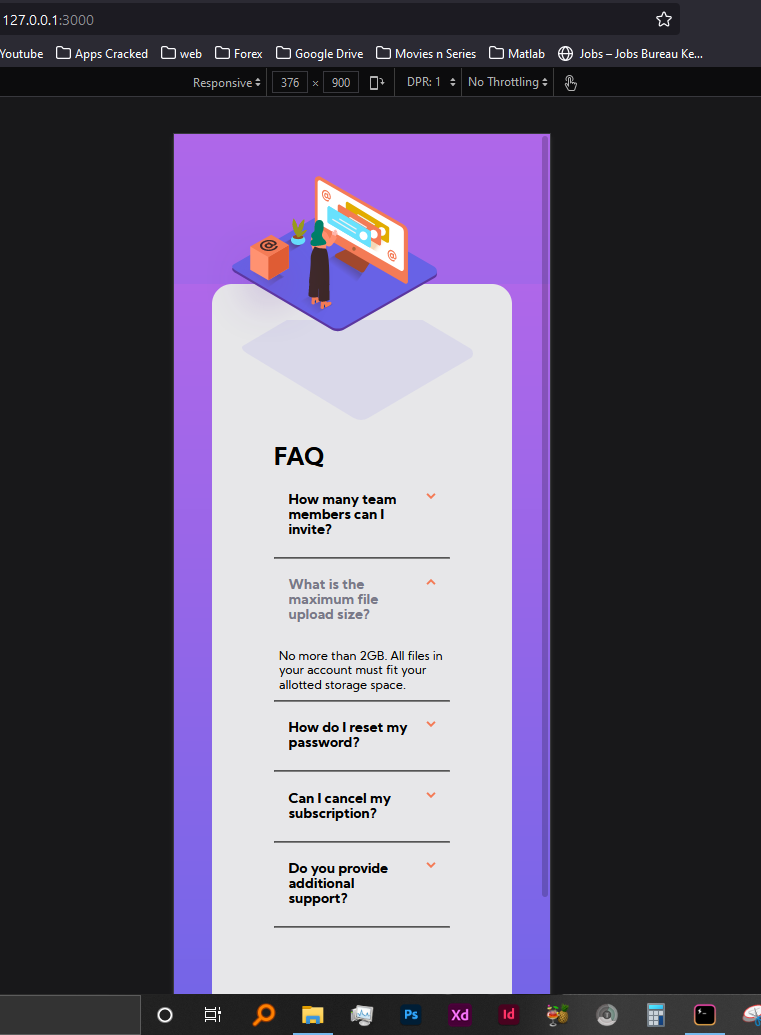 127.0.0.1:3000
Youtube Apps Cracked web Forex Google Drive Movies n Series Matlab Jobs – Jobs Bureau Ke...
Responsive 376 × 900 DPR: 1 No Throttling
@
@
@
FAQ
How many team
members can I
invite?
What is the
maximum file
upload size?
No more than 2GB. All files in
your account must fit your
allotted storage space.
How do I reset my
password?
Can I cancel my
subscription?
Do you provide
additional
support?
Ps Xd Id